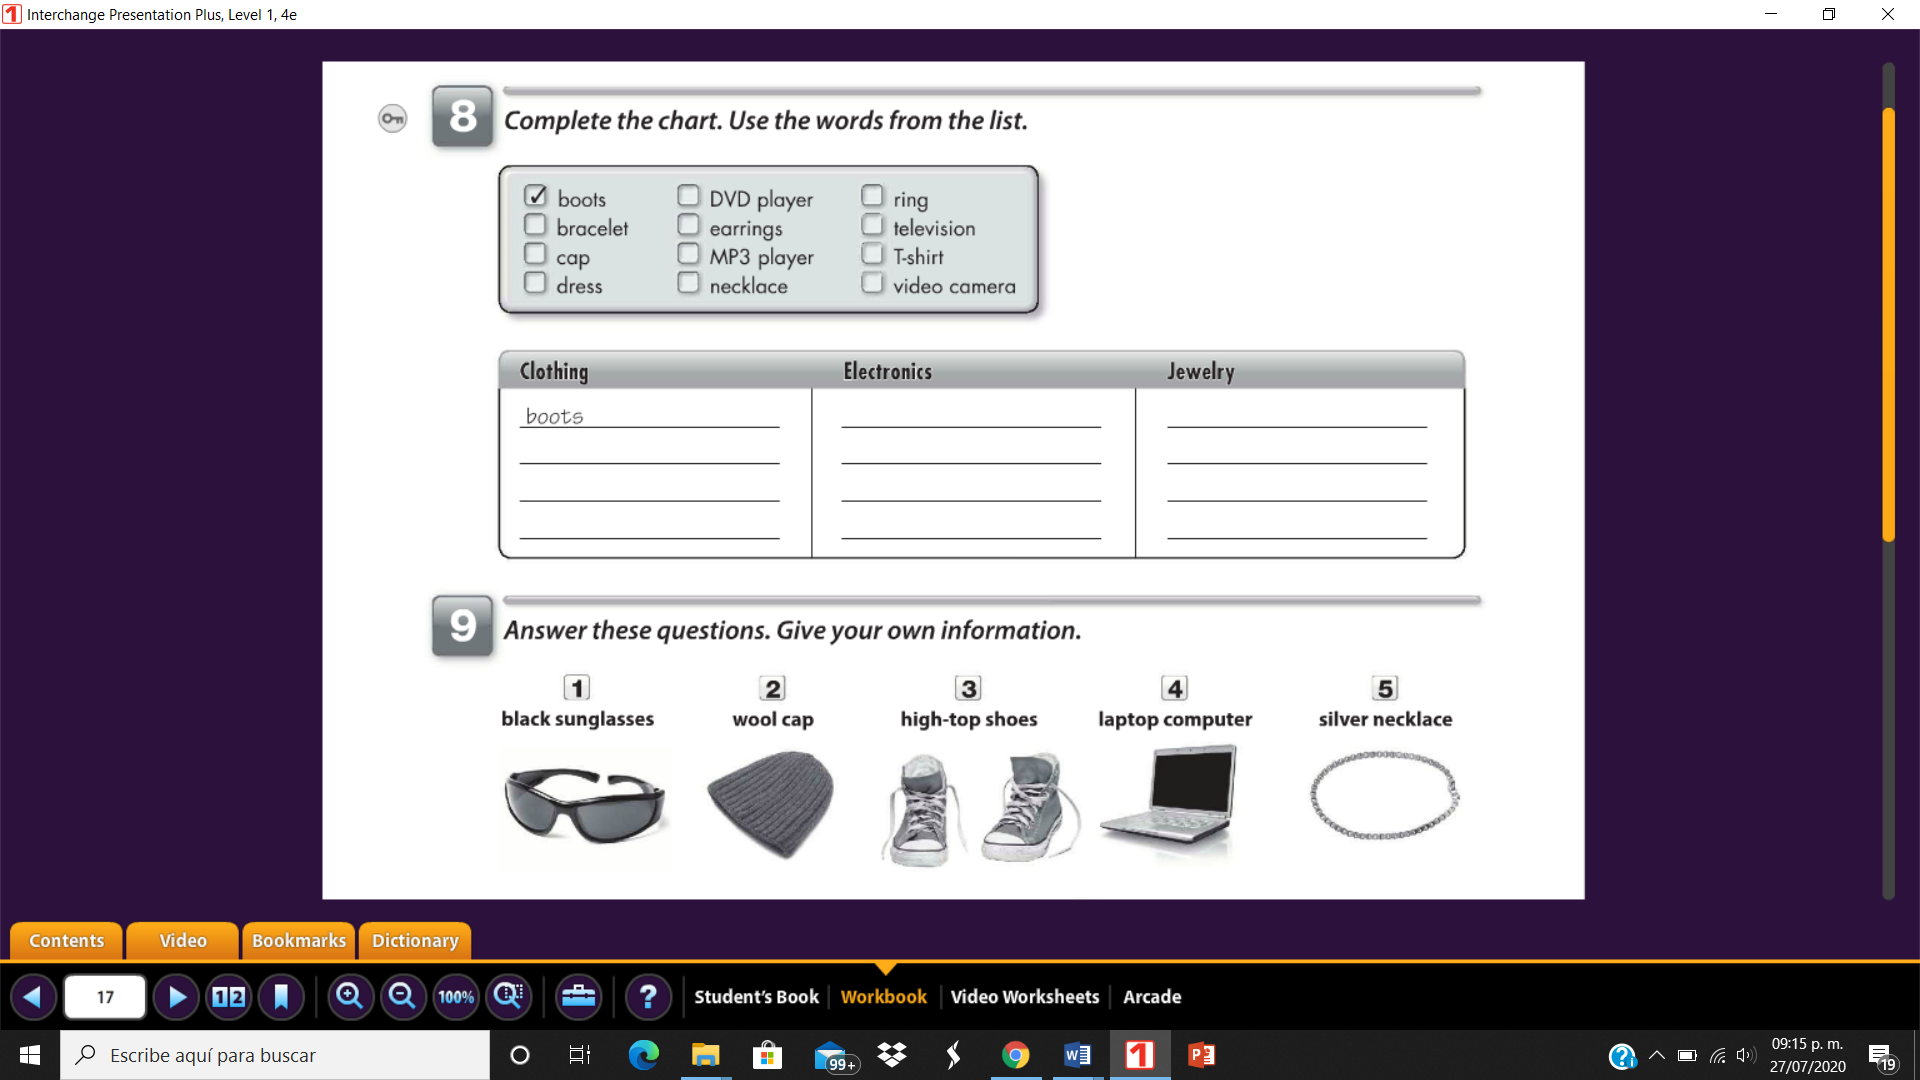 Interchange Presentation Plus, Level 1, 4e
8
Complete the chart. Use the words from the list.
boots
bracelet
cap
dress
DVD player
earrings
MP3 player
necklace
ring
television
T-shirt
video camera
Clothing Electronics Jewelry
boots
9
Answer these questions. Give your own information.
1 2 3 4 5
black sunglasses wool cap high-top shoes laptop computer silver necklace
Contents Video Bookmarks Dictionary
17 12 100% ? Student's Book Workbook Video Worksheets Arcade
Escribe aquí para buscar
99+
09:15 p. m.
27/07/2020
19